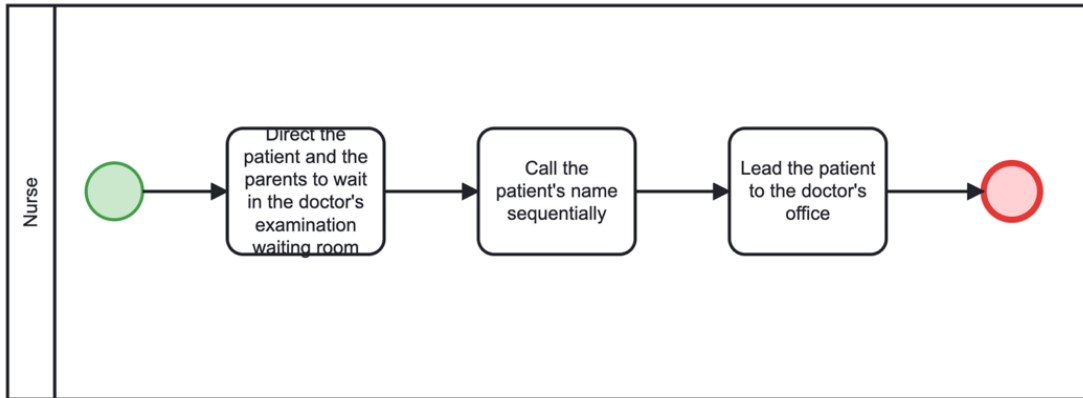 Nurse
Direct the
patient and the
parents to wait
in the doctor's
examination
waiting room
Call the
patient's name
sequentially
Lead the patient
to the doctor's
office